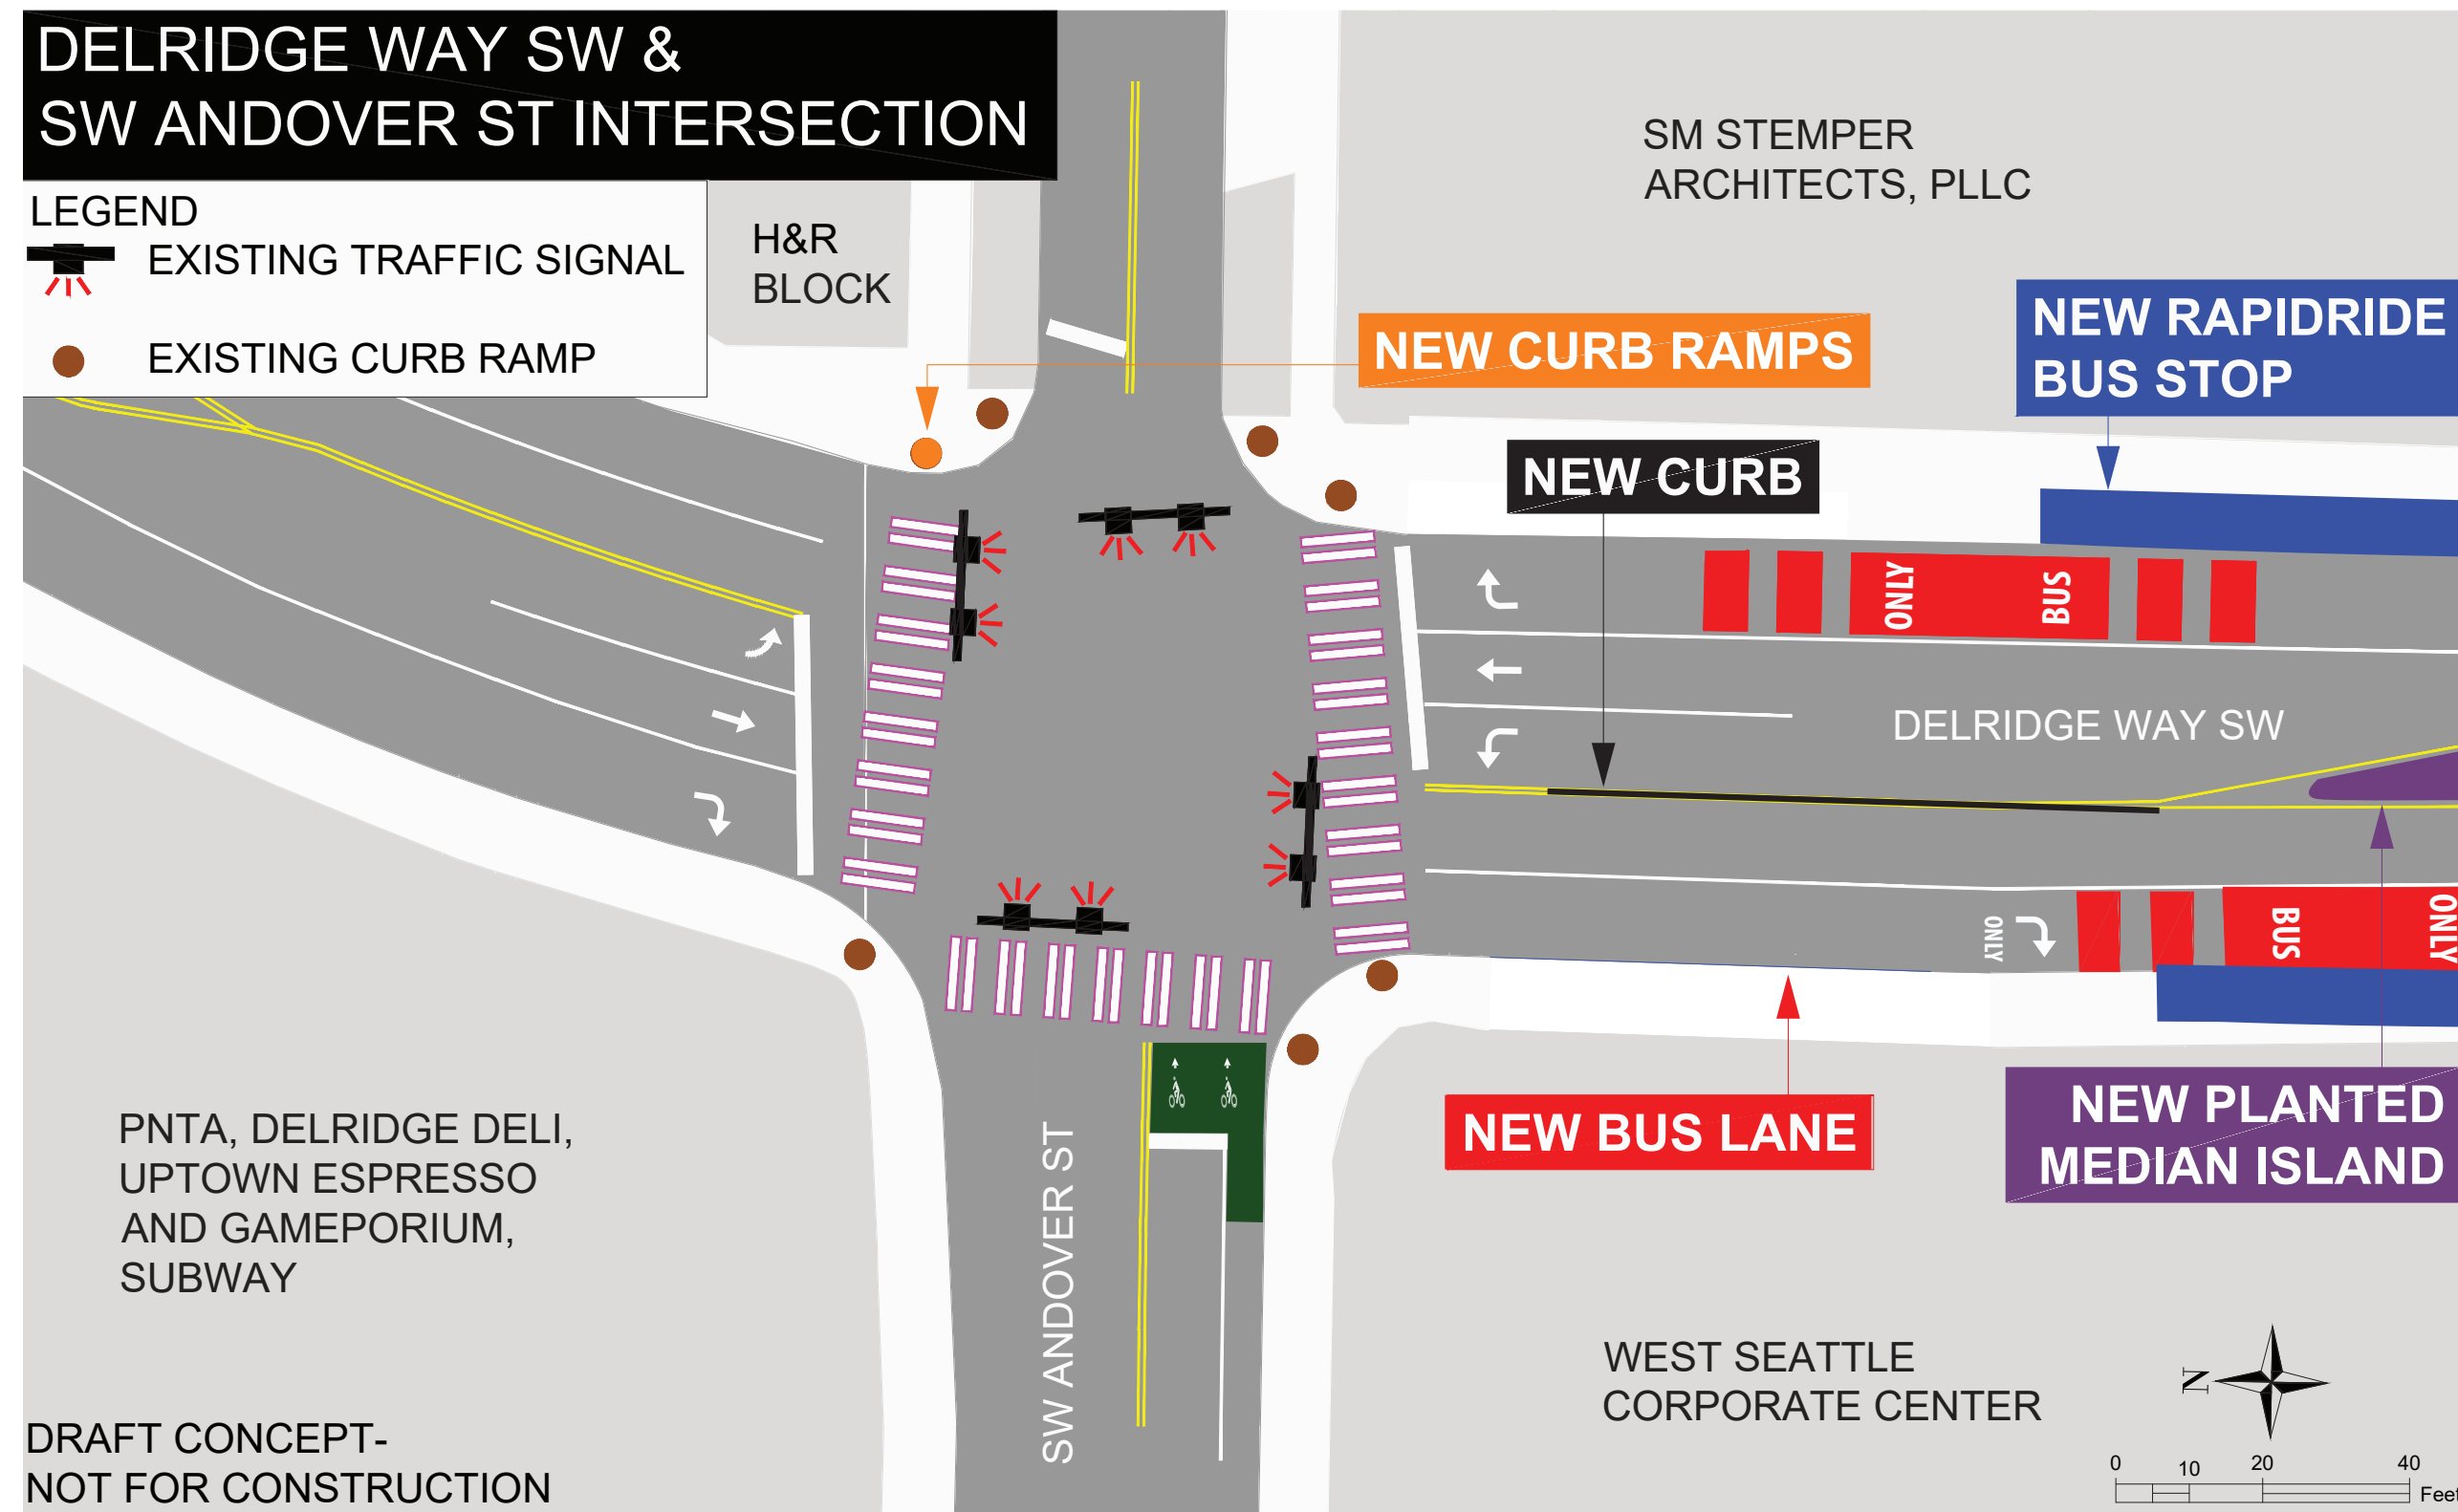 DELRIDGE WAY SW &
SW ANDOVER ST INTERSECTION
LEGEND
EXISTING TRAFFIC SIGNAL
EXISTING CURB RAMP
H&R
BLOCK
SM STEMPER
ARCHITECTS, PLLC
NEW CURB RAMPS
NEW RAPIDRIDE
BUS STOP
NEW CURB
ONLY
BUS
DELRIDGE WAY SW
ONLY
BUS
ONLY
NEW BUS LANE
NEW PLANTED
MEDIAN ISLAND
SW ANDOVER ST
PNTA, DELRIDGE DELI,
UPTOWN ESPRESSO
AND GAMEPORIUM,
SUBWAY
WEST SEATTLE
CORPORATE CENTER
N
0 10 20 40
Feet
DRAFT CONCEPT-
NOT FOR CONSTRUCTION